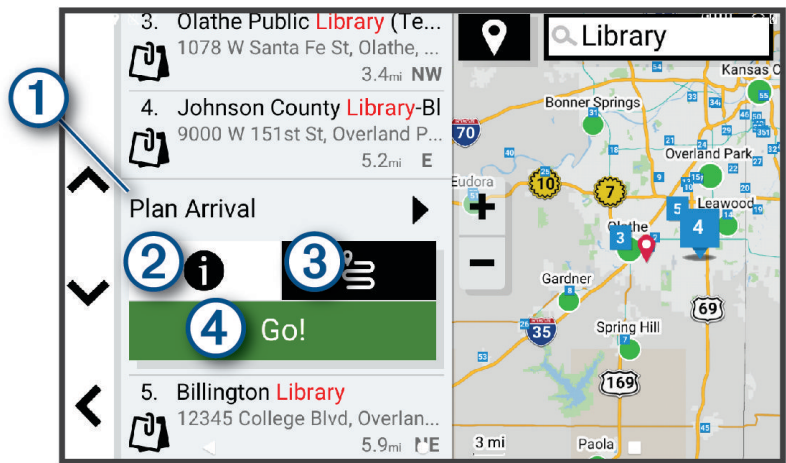 3. Olathe Public Library (Te...
1078 W Santa Fe St, Olathe, ...
3.4mi NW
4. Johnson County Library-Bl
9000 W 151st St, Overland P...
5.2mi E
1
Plan Arrival
2
3
4
Go!
5. Billington Library
12345 College Blvd, Overlan...
5.9mi NE
Library
Kansas C
Bonner Springs
70
Overland Park
Eudora
10
7
Leawood
5
4
Olathe
3
Gardner
69
35
Spring Hill
169
3 mi
Paola